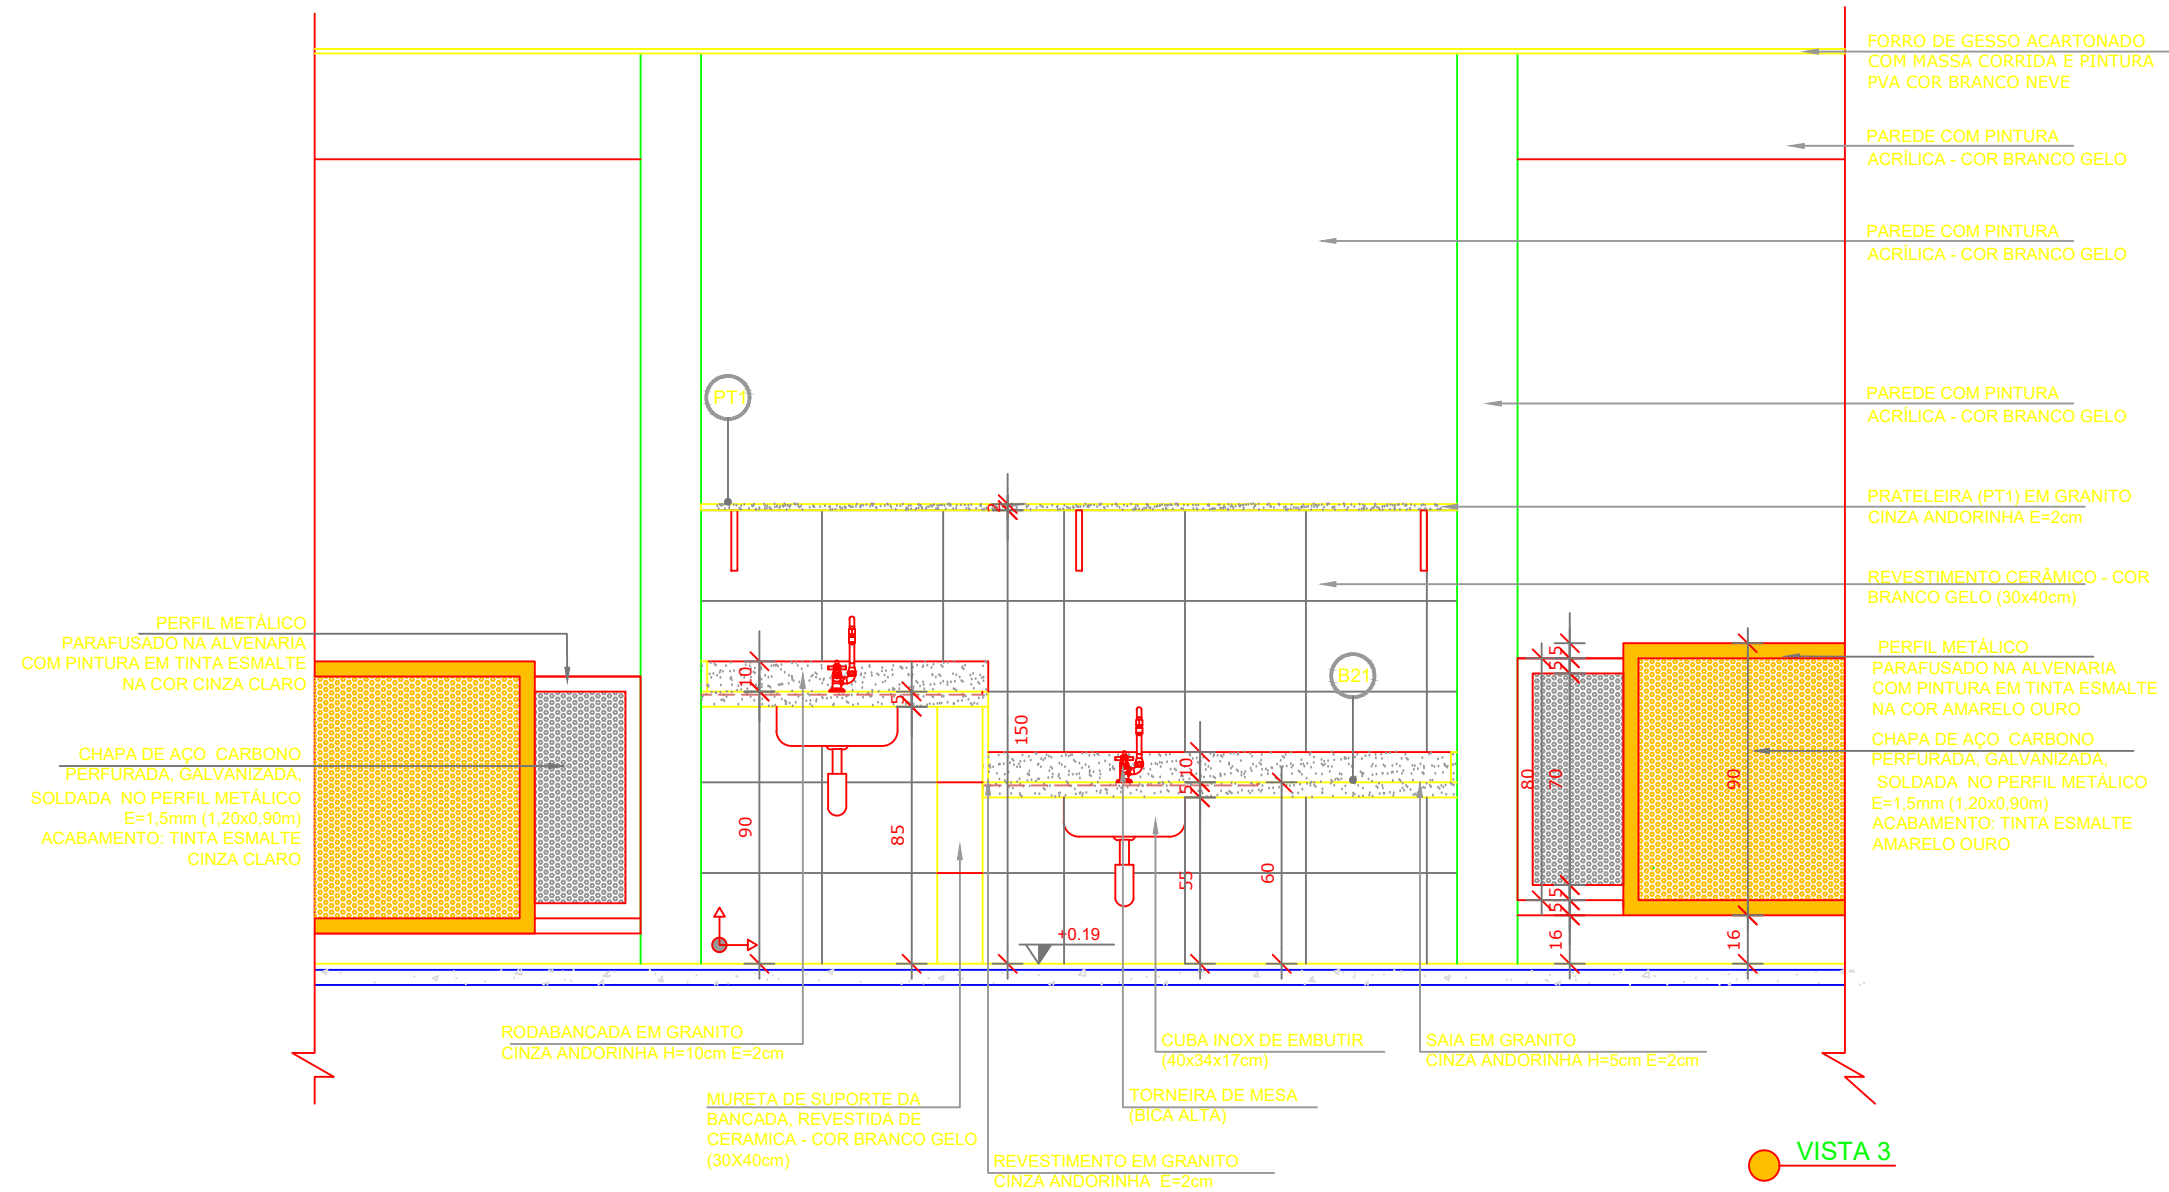 FORRO DE GESSO ACARTONADO
COM MASSA CORRIDA E PINTURA
PVA COR BRANCO NEVE
PAREDE COM PINTURA
ACRÍLICA - COR BRANCO GELO
PAREDE COM PINTURA
ACRÍLICA - COR BRANCO GELO
PAREDE COM PINTURA
ACRÍLICA - COR BRANCO GELO
PT1
PRATELEIRA (PT1) EM GRANITO
CINZA ANDORINHA E=2cm
2
REVESTIMENTO CERÂMICO - COR
BRANCO GELO (30x40cm)
PERFIL METÁLICO
PARAFUSADO NA ALVENARIA
COM PINTURA EM TINTA ESMALTE
NA COR CINZA CLARO
CHAPA DE AÇO CARBONO
PERFURADA, GALVANIZADA,
SOLDADA NO PERFIL METÁLICO
E=1,5mm (1,20x0,90m)
ACABAMENTO: TINTA ESMALTE
CINZA CLARO
10
5
90
85
150
B21
10
5
55
60
+0.19
5
5
80
70
5
5
16
90
16
PERFIL METÁLICO
PARAFUSADO NA ALVENARIA
COM PINTURA EM TINTA ESMALTE
NA COR AMARELO OURO
CHAPA DE AÇO CARBONO
PERFURADA, GALVANIZADA,
SOLDADA NO PERFIL METÁLICO
E=1,5mm (1,20x0,90m)
ACABAMENTO: TINTA ESMALTE
AMARELO OURO
RODABANCADA EM GRANITO
CINZA ANDORINHA H=10cm E=2cm
CUBA INOX DE EMBUTIR
(40x34x17cm)
SAIA EM GRANITO
CINZA ANDORINHA H=5cm E=2cm
MURETA DE SUPORTE DA
BANCADA, REVESTIDA DE
CERAMICA - COR BRANCO GELO
(30X40cm)
TORNEIRA DE MESA
(BICA ALTA)
REVESTIMENTO EM GRANITO
CINZA ANDORINHA E=2cm
VISTA 3